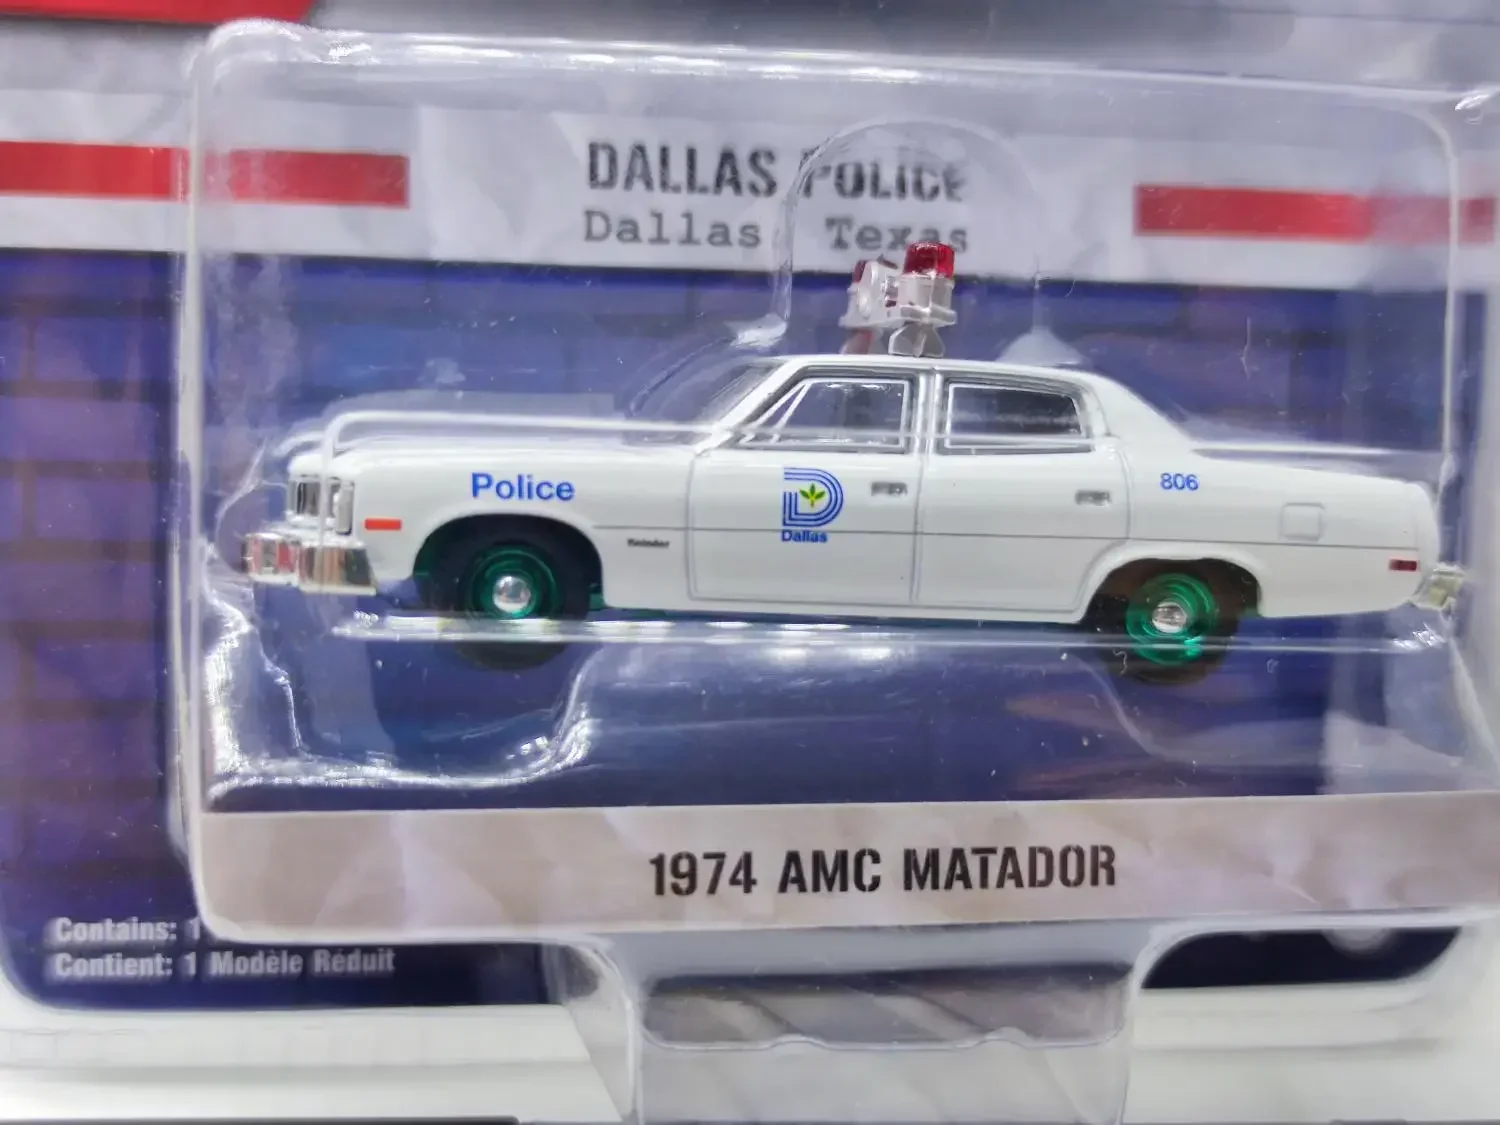 DALLAS POLICE
Dallas Texas
Police
Dallas
806
1974 AMC MATADOR
Contains: 1
Contient: 1 Modèle Réduit